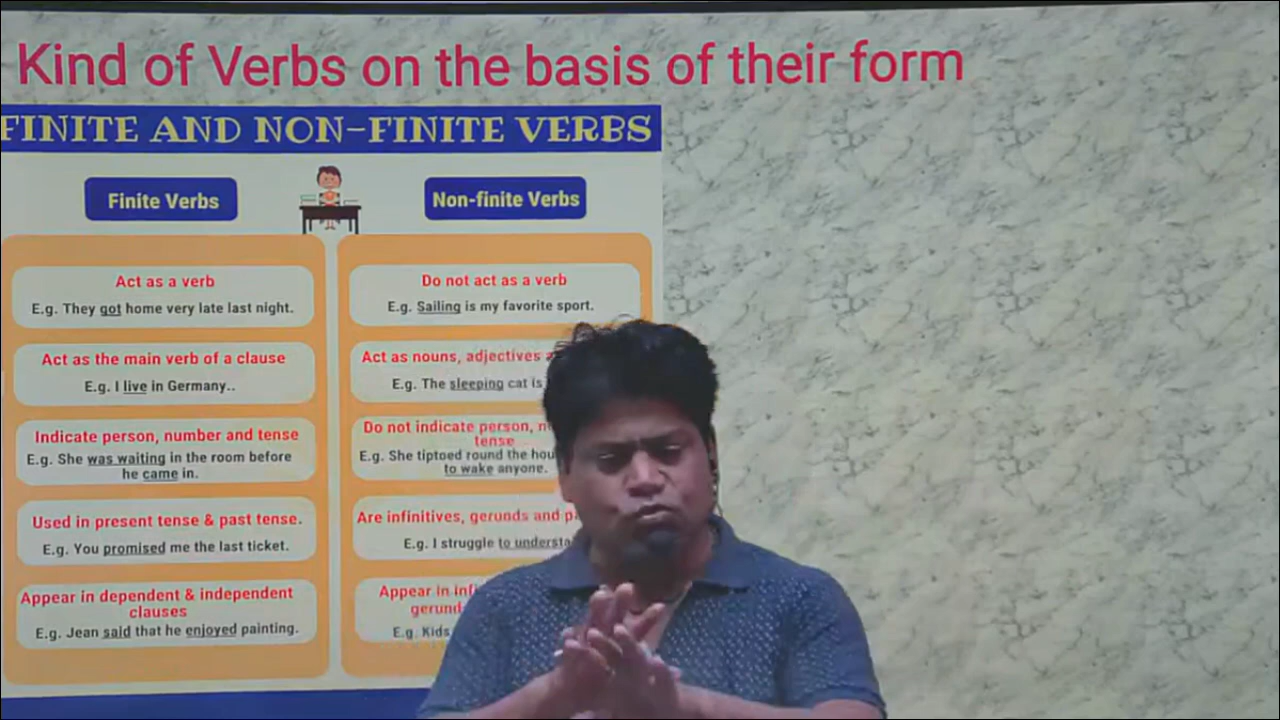 Kind of Verbs on the basis of their form
FINITE AND NON-FINITE VERBS
Finite Verbs
Act as a verb
E.g. They got home very late last night.
Act as the main verb of a clause
E.g. I live in Germany..
Indicate person, number and tense
E.g. She was waiting in the room before
he came in.
Used in present tense & past tense.
E.g. You promised me the last ticket.
Appear in dependent & independent
clauses
E.g. Jean said that he enjoyed painting.
Non-finite Verbs
Do not act as a verb
E.g. Sailing is my favorite sport.
Act as nouns, adjectives
E.g. The sleeping cat is
Do not indicate person,
tense
E.g. She tiptoed round the
to wake anyone.
Are infinitives, gerunds and
E.g. I struggle to
Appear in
E.g. Kids